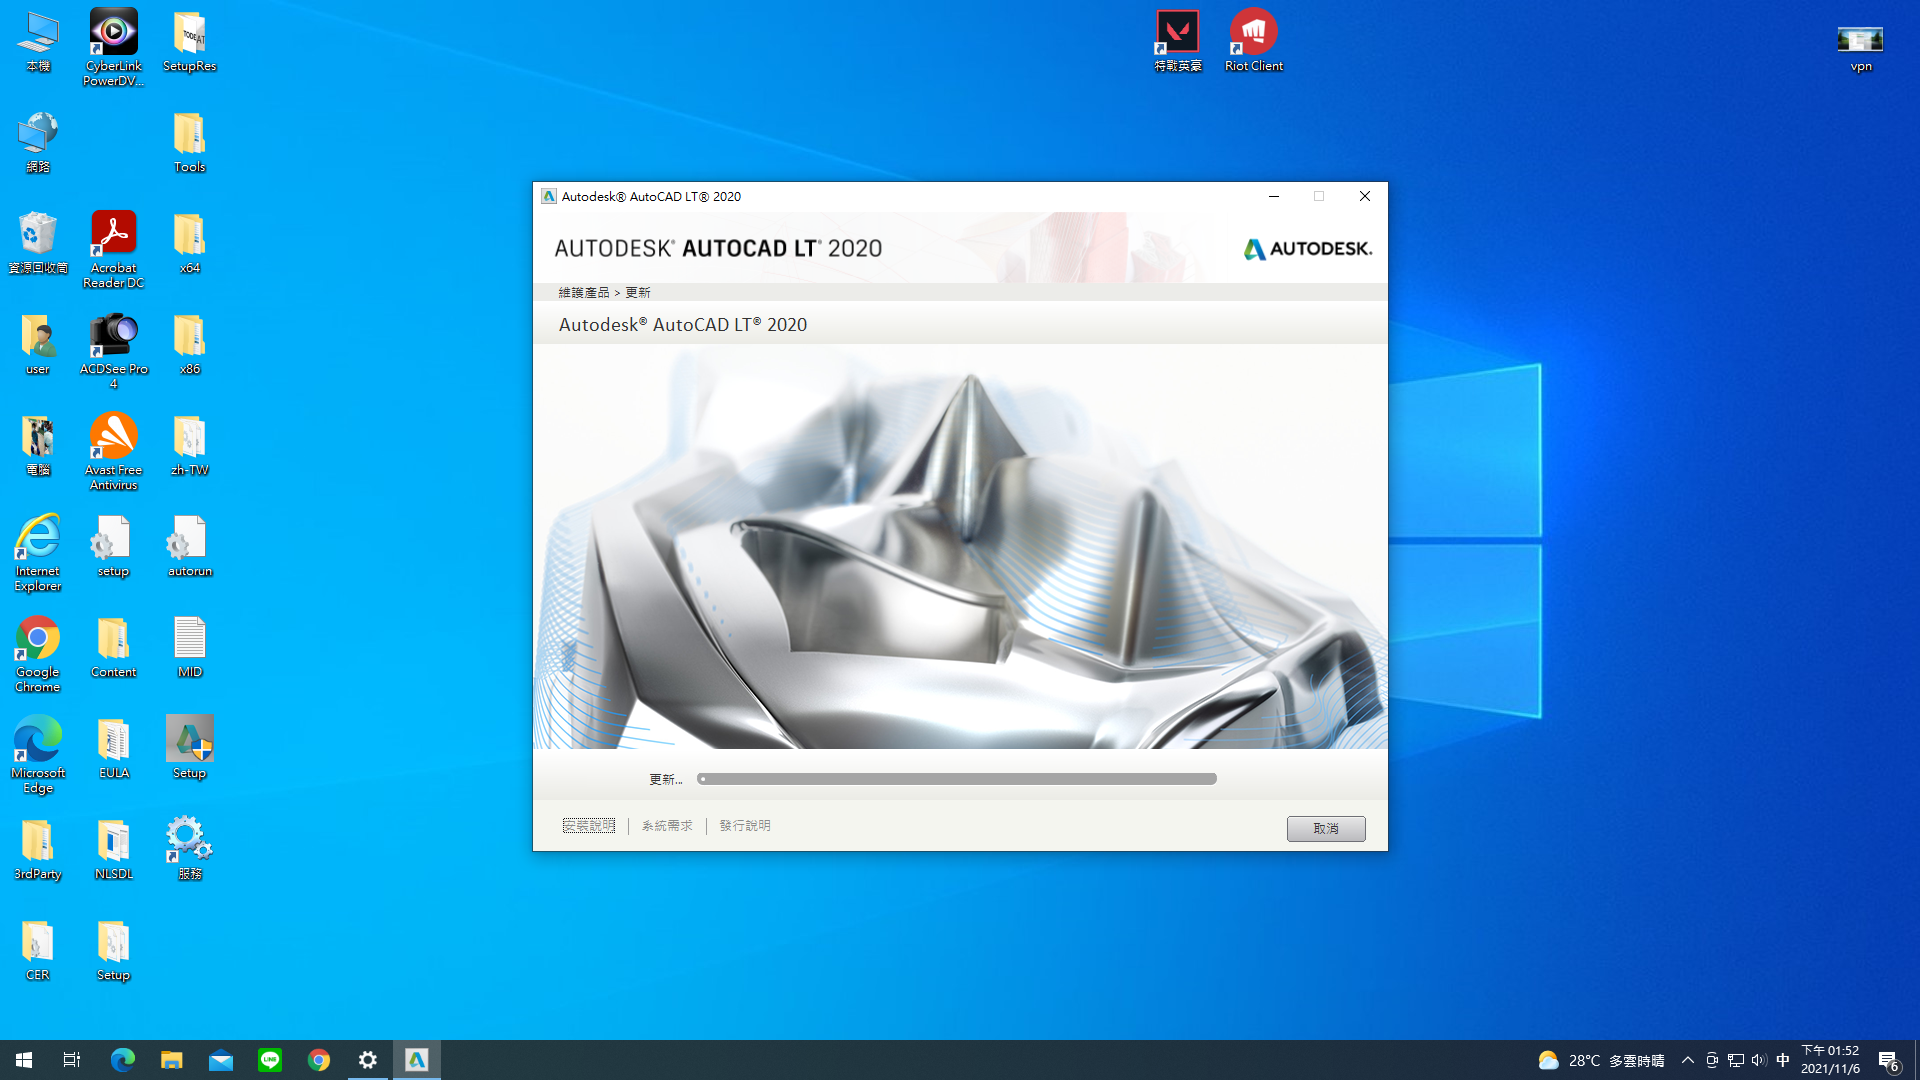 本機
CyberLink
PowerDV...
SetupRes
特戰英豪
Riot Client
vpn
網路
Tools
資源回收筒
Acrobat
Reader DC
x64
user
ACDSee Pro
4
x86
電腦
Avast Free
Antivirus
zh-TW
Internet
Explorer
setup
autorun
Google
Chrome
Content
MID
Microsoft
Edge
EULA
Setup
3rdParty
NLSDL
服務
CER
Setup
Autodesk® AutoCAD LT® 2020
AUTODESK® AUTOCAD LT® 2020
AUTODESK.
維護產品 > 更新
Autodesk® AutoCAD LT® 2020
更新...
安裝說明
系統需求
發行說明
取消
LINE
28°C 多雲時晴
中
下午 01:52
2021/11/6
6